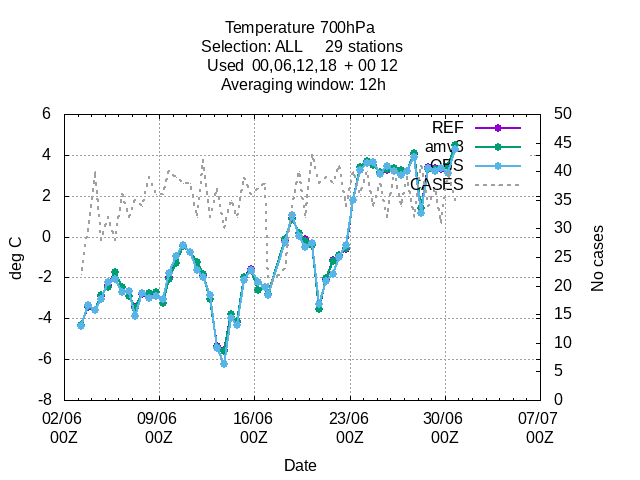 Temperature 700hPa
Selection: ALL 29 stations
Used 00,06,12,18 + 00 12
Averaging window: 12h
REF
amv3
OBS
CASES
6
4
2
0
-2
-4
-6
-8
deg C
50
45
40
35
30
25
20
15
10
5
0
No cases
02/06 09/06 16/06 23/06 30/06 07/07
00Z 00Z 00Z 00Z 00Z 00Z
Date